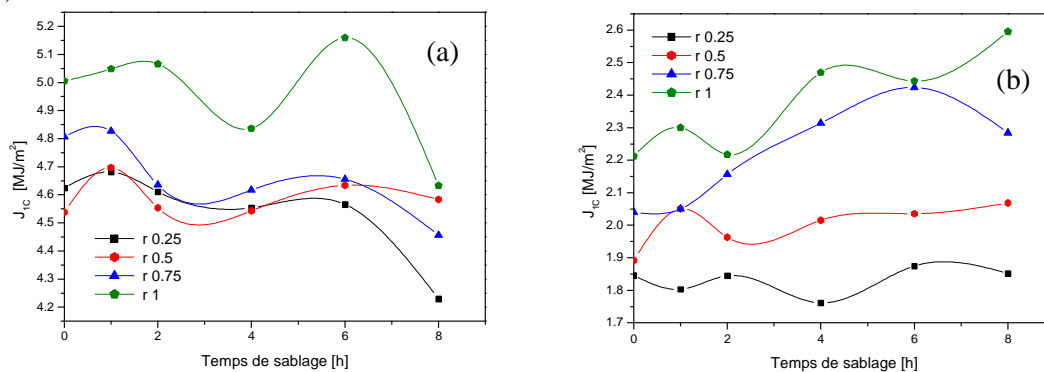 )
5.3
5.2
5.1
5.0
4.9
4.8
4.7
4.6
4.5
4.4
4.3
4.2
J1C [MJ/m²]
(a)
r 0.25
r 0.5
r 0.75
r 1
0 2 4 6 8
Temps de sablage [h]
2.6
2.5
2.4
2.3
2.2
2.1
2.0
1.9
1.8
1.7
J1C [MJ/m²]
r 0.25
r 0.5
r 0.75
r 1
(b)
0 2 4 6 8
Temps de sablage [h]